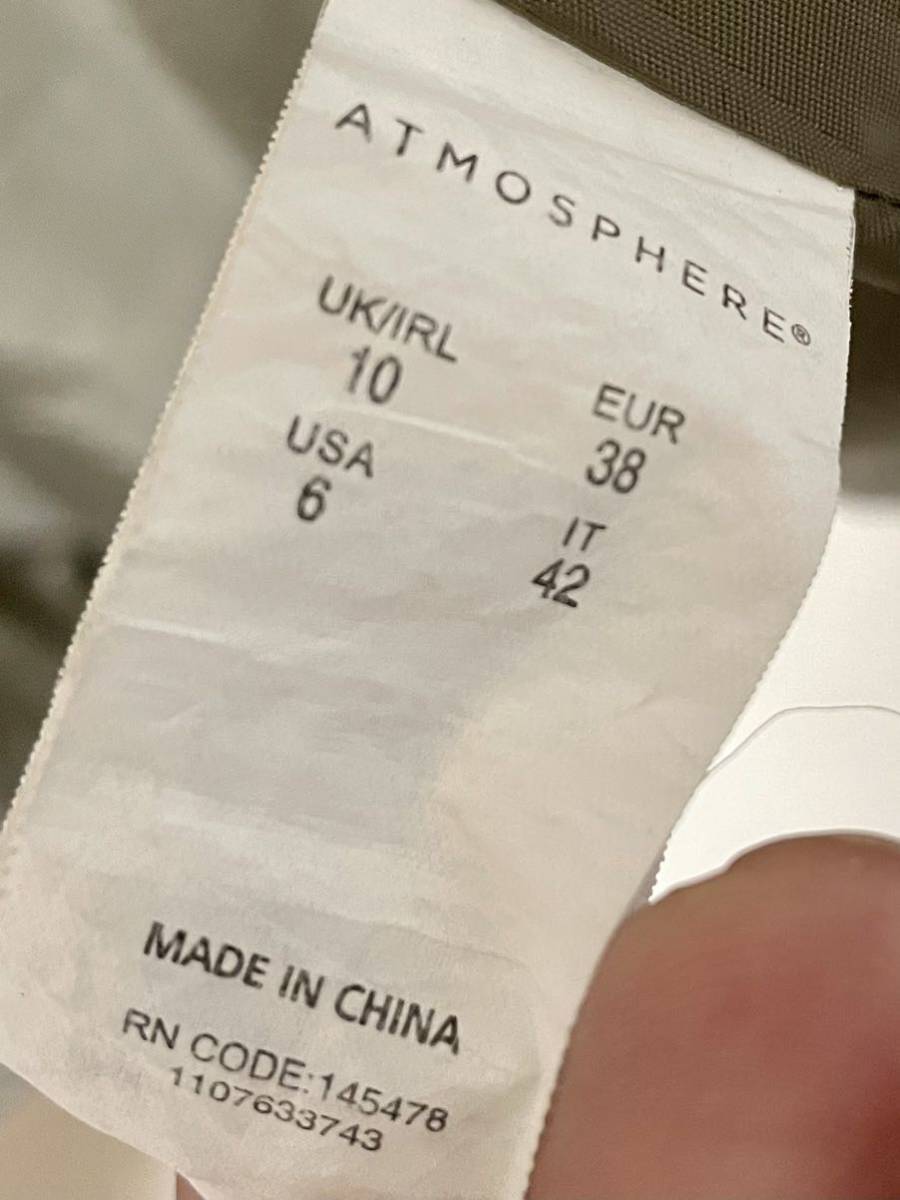 ATMOSPHERE®
UK/IRL
10
EUR
38
USA
6
IT
42
MADE IN CHINA
RN CODE:145478
1107633743